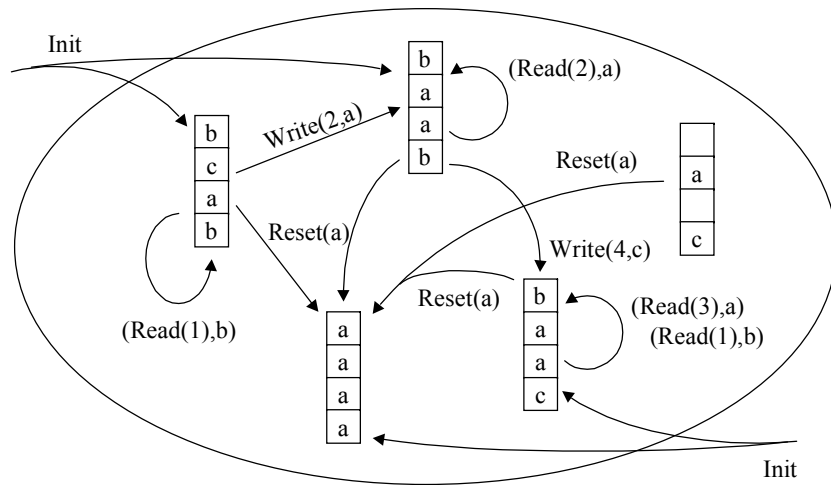 Init
b
a
a
b
(Read(2),a)
b
c
a
b
Write(2,a)
a
c
Reset(a)
Reset(a)
Write(4,c)
Reset(a)
(Read(1),b)
a
a
a
a
b
a
a
c
(Read(3),a)
(Read(1),b)
Init